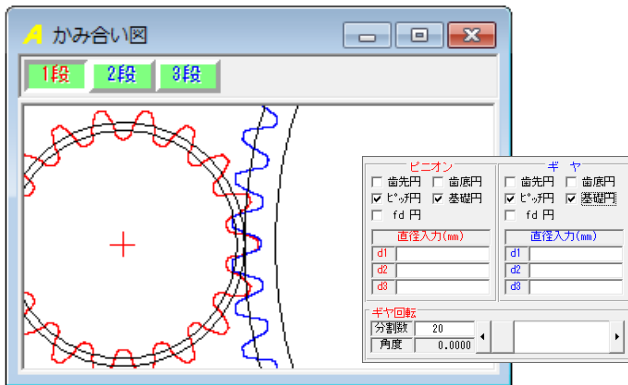 かみ合い図
1段 2段 3段
ピニオン
歯先円 歯底円
ピッチ円 基礎円
fd 円
直径入力(mm)
d1
d2
d3
ギ ヤ
歯先円 歯底円
ピッチ円 基礎円
fd 円
直径入力(mm)
d1
d2
d3
ギヤ回転
分割数 20
角度 0.0000